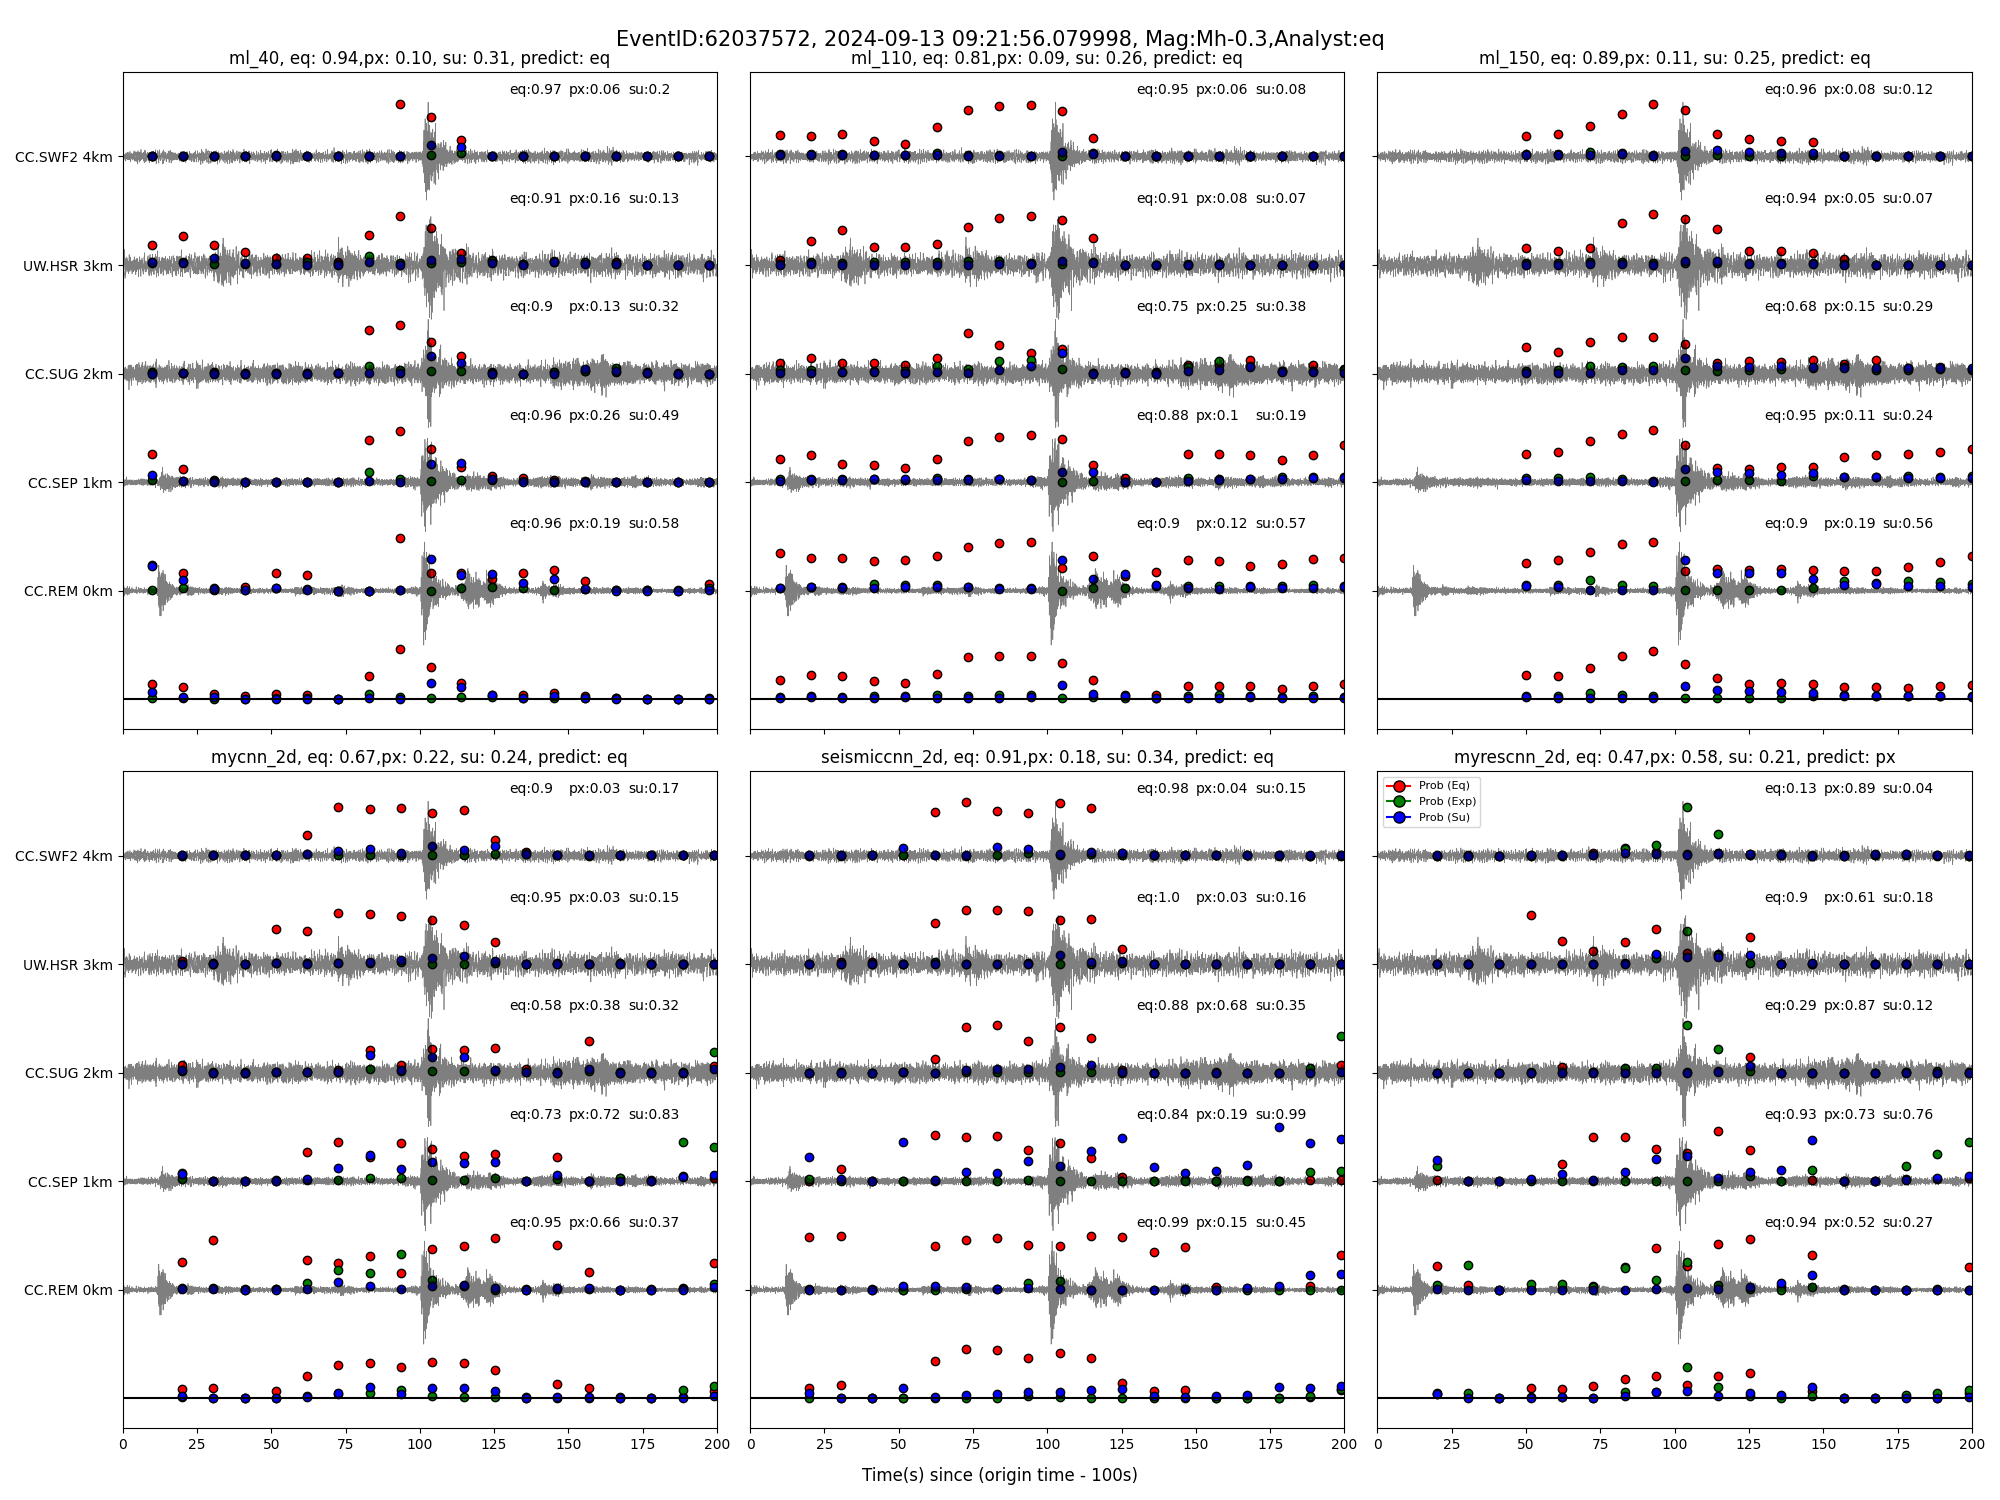 EventID:62037572, 2024-09-13 09:21:56.079998, Mag:Mh-0.3,Analyst:eq
ml_40, eq: 0.94,px: 0.10, su: 0.31, predict: eq
CC.SWF2 4km
eq:0.97 px:0.06 su:0.2
UW.HSR 3km
eq:0.91 px:0.16 su:0.13
CC.SUG 2km
eq:0.9 px:0.13 su:0.32
CC.SEP 1km
eq:0.96 px:0.26 su:0.49
CC.REM 0km
eq:0.96 px:0.19 su:0.58
ml_110, eq: 0.81,px: 0.09, su: 0.26, predict: eq
eq:0.95 px:0.06 su:0.08
eq:0.91 px:0.08 su:0.07
eq:0.75 px:0.25 su:0.38
eq:0.88 px:0.1 su:0.19
eq:0.9 px:0.12 su:0.57
ml_150, eq: 0.89,px: 0.11, su: 0.25, predict: eq
eq:0.96 px:0.08 su:0.12
eq:0.94 px:0.05 su:0.07
eq:0.68 px:0.15 su:0.29
eq:0.95 px:0.11 su:0.24
eq:0.9 px:0.19 su:0.56
mycnn_2d, eq: 0.67,px: 0.22, su: 0.24, predict: eq
CC.SWF2 4km
eq:0.9 px:0.03 su:0.17
UW.HSR 3km
eq:0.95 px:0.03 su:0.15
CC.SUG 2km
eq:0.58 px:0.38 su:0.32
CC.SEP 1km
eq:0.73 px:0.72 su:0.83
CC.REM 0km
eq:0.95 px:0.66 su:0.37
0 25 50 75 100 125 150 175 200
seismiccnn_2d, eq: 0.91,px: 0.18, su: 0.34, predict: eq
eq:0.98 px:0.04 su:0.15
eq:1.0 px:0.03 su:0.16
eq:0.88 px:0.68 su:0.35
eq:0.84 px:0.19 su:0.99
eq:0.99 px:0.15 su:0.45
0 25 50 75 100 125 150 175 200
myrescnn_2d, eq: 0.47,px: 0.58, su: 0.21, predict: px
Prob (Eq)
Prob (Exp)
Prob (Su)
eq:0.13 px:0.89 su:0.04
eq:0.9 px:0.61 su:0.18
eq:0.29 px:0.87 su:0.12
eq:0.93 px:0.73 su:0.76
eq:0.94 px:0.52 su:0.27
0 25 50 75 100 125 150 175 200
Time(s) since (origin time - 100s)